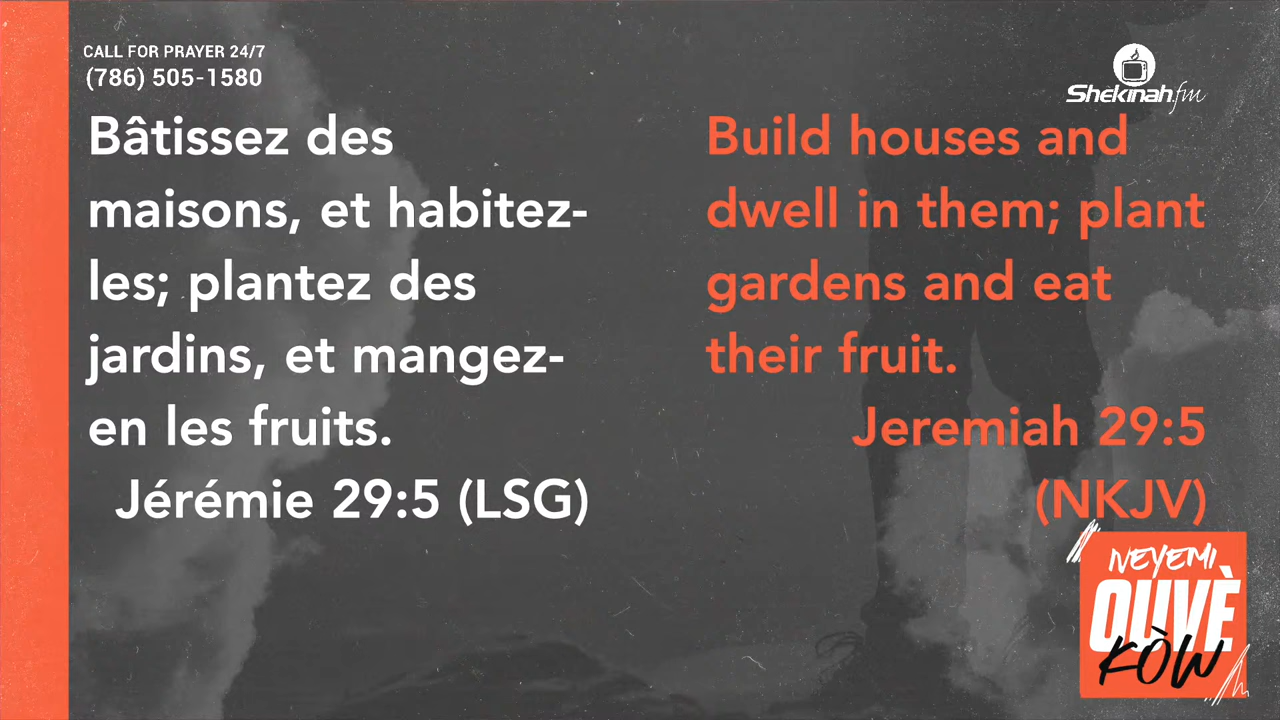 CALL FOR PRAYER 24/7
(786) 505-1580
Shekinah.fm
Bâtissez des
maisons, et habitez-
les; plantez des
jardins, et mangez-
en les fruits.
Jérémie 29:5 (LSG)
Build houses and
dwell in them; plant
gardens and eat
their fruit.
Jeremiah 29:5
(NKJV)
NEYEMI
OUVÈ
KÒW